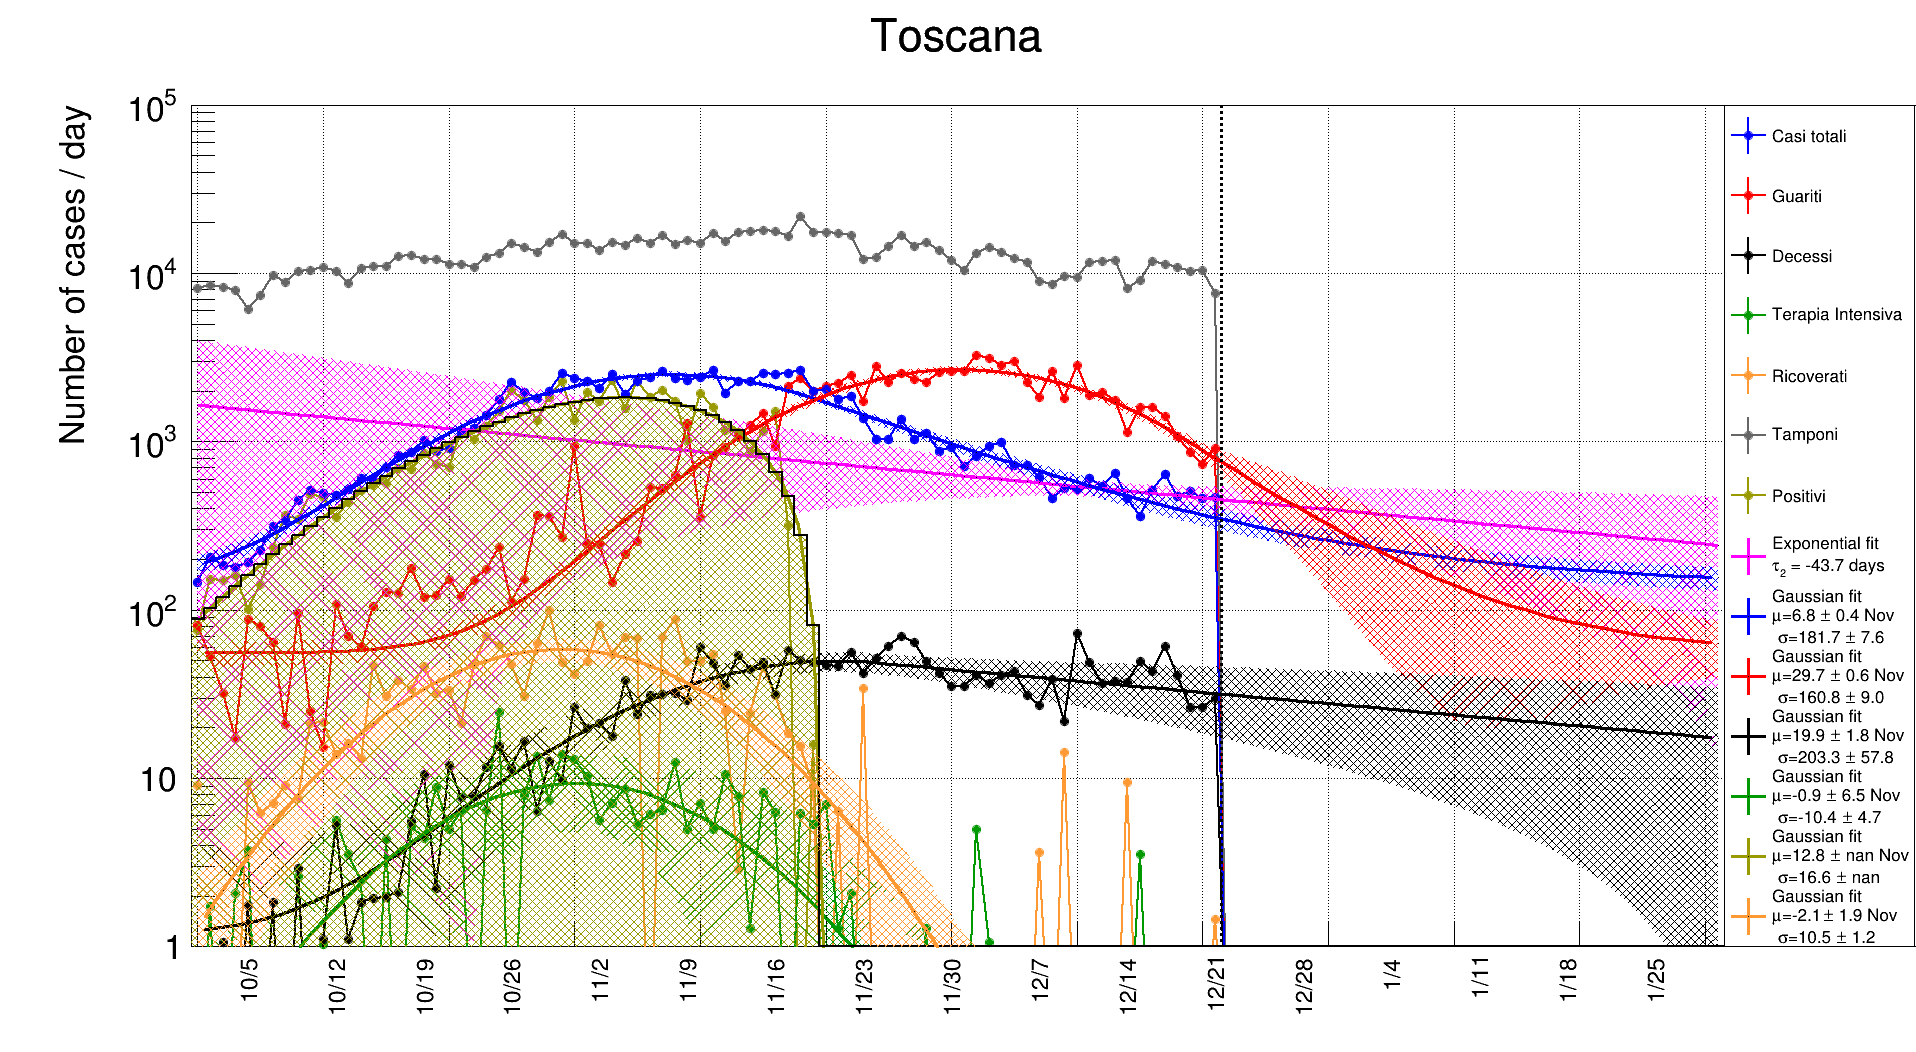 Toscana
Number of cases / day
10^5
10^4
10^3
10^2
10
1
10/5
10/12
10/19
10/26
11/2
11/9
11/16
11/23
11/30
12/7
12/14
12/21
12/28
1/4
1/11
1/18
1/25
Casi totali
Guariti
Decessi
Terapia Intensiva
Ricoverati
Tamponi
Positivi
Exponential fit
τ_2 = -43.7 days
Gaussian fit
μ=6.8 ± 0.4 Nov
σ=181.7 ± 7.6
Gaussian fit
μ=29.7 ± 0.6 Nov
σ=160.8 ± 9.0
Gaussian fit
μ=19.9 ± 1.8 Nov
σ=203.3 ± 57.8
Gaussian fit
μ=-0.9 ± 6.5 Nov
σ=-10.4 ± 4.7
Gaussian fit
μ=12.8 ± nan Nov
σ=16.6 ± nan
Gaussian fit
μ=-2.1 ± 1.9 Nov
σ=10.5 ± 1.2